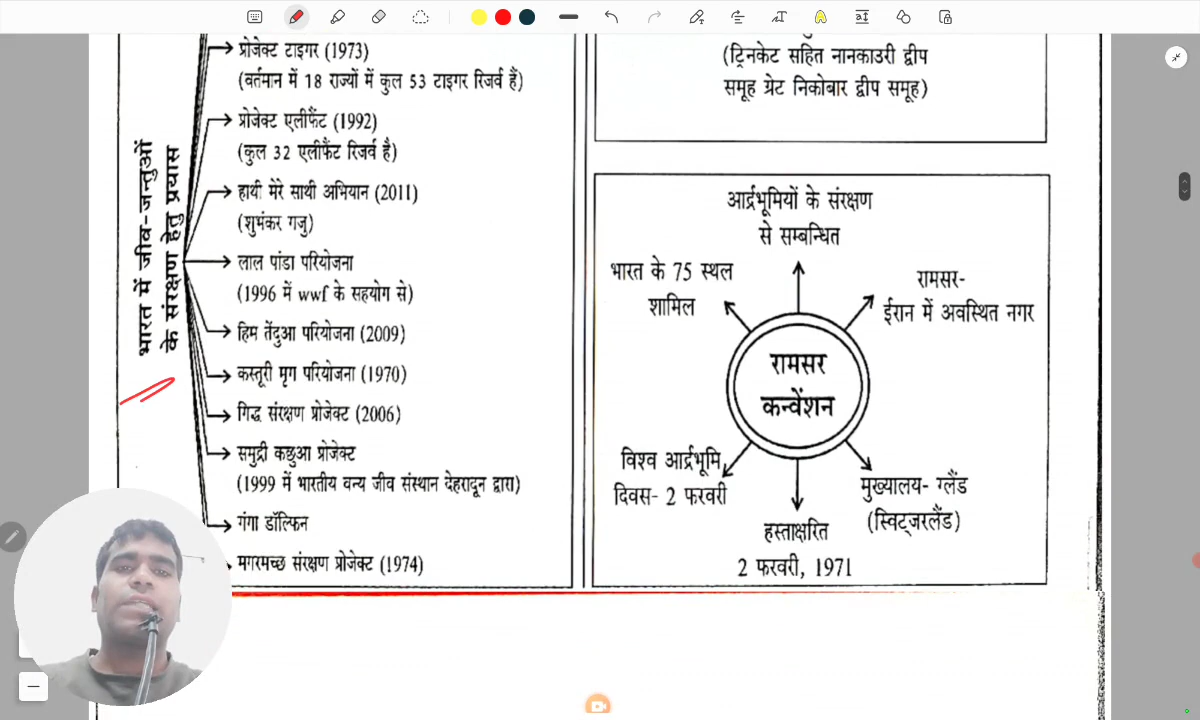 भारत में जीव-जन्तुओं
के संरक्षण हेतु प्रयास
प्रोजेक्ट टाइगर (1973)
(वर्तमान में 18 राज्यों में कुल 53 टाइगर रिजर्व हैं)
प्रोजेक्ट एलीफैंट (1992)
(कुल 32 एलीफैंट रिजर्व है)
हाथी मेरे साथी अभियान (2011)
(शुभंकर गजु)
लाल पांडा परियोजना
(1996 में wwf के सहयोग से)
हिम तेंदुआ परियोजना (2009)
कस्तूरी मृग परियोजना (1970)
गिद्ध संरक्षण प्रोजेक्ट (2006)
समुद्री कछुआ प्रोजेक्ट
(1999 में भारतीय वन्य जीव संस्थान देहरादून द्वारा)
गंगा डॉल्फिन
मगरमच्छ संरक्षण प्रोजेक्ट (1974)
(ट्रिनकेट सहित नानकाउरी द्वीप
समूह ग्रेट निकोबार द्वीप समूह)
आर्द्रभूमियों के संरक्षण
से सम्बन्धित
भारत के 75 स्थल
शामिल
रामसर-
ईरान में अवस्थित नगर
रामसर
कन्वेंशन
विश्व आर्द्रभूमि
दिवस- 2 फरवरी
मुख्यालय- ग्लैंड
(स्विट्जरलैंड)
हस्ताक्षरित
2 फरवरी, 1971